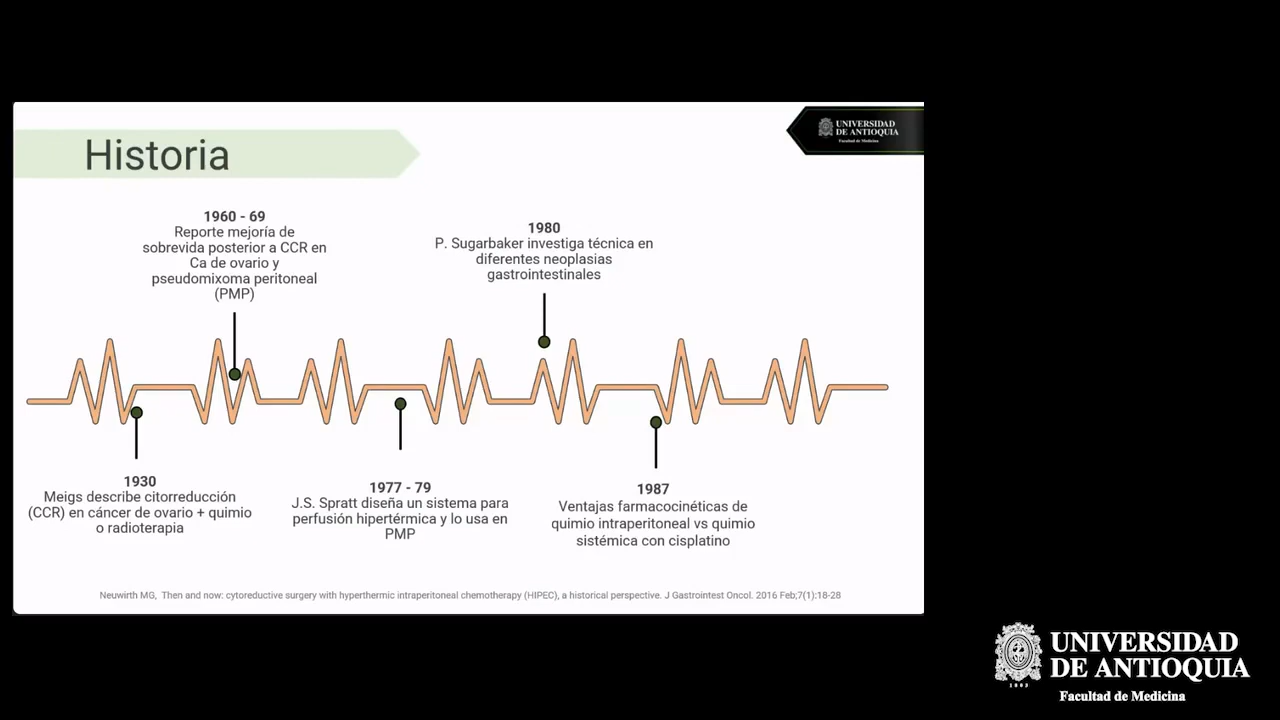 Historia
UNIVERSIDAD
DE ANTIOQUIA
Facultad de Medicina
1960 - 69
Reporte mejoría de
sobrevida posterior a CCR en
Ca de ovario y
pseudomixoma peritoneal
(PMP)
1980
P. Sugarbaker investiga técnica en
diferentes neoplasias
gastrointestinales
1930
Meigs describe citorreducción
(CCR) en cáncer de ovario + quimio
o radioterapia
1977 - 79
J.S. Spratt diseña un sistema para
perfusión hipertérmica y lo usa en
PMP
1987
Ventajas farmacocinéticas de
quimio intraperitoneal vs quimio
sistémica con cisplatino
Neuwirth MG, Then and now: cytoreductive surgery with hyperthermic intraperitoneal chemotherapy (HIPEC), a historical perspective. J Gastrointest Oncol. 2016 Feb;7(1):18-28
1803
UNIVERSIDAD
DE ANTIOQUIA
Facultad de Medicina